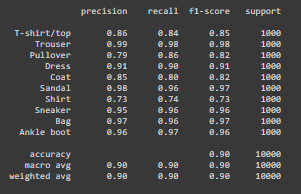 precision recall f1-score support
T-shirt/top 0.86 0.84 0.85 1000
Trouser 0.99 0.98 0.98 1000
Pullover 0.79 0.86 0.82 1000
Dress 0.91 0.90 0.91 1000
Coat 0.85 0.80 0.82 1000
Sandal 0.98 0.96 0.97 1000
Shirt 0.73 0.74 0.73 1000
Sneaker 0.95 0.96 0.96 1000
Bag 0.97 0.96 0.97 1000
Ankle boot 0.96 0.97 0.96 1000
accuracy 0.90 10000
macro avg 0.90 0.90 0.90 10000
weighted avg 0.90 0.90 0.90 10000